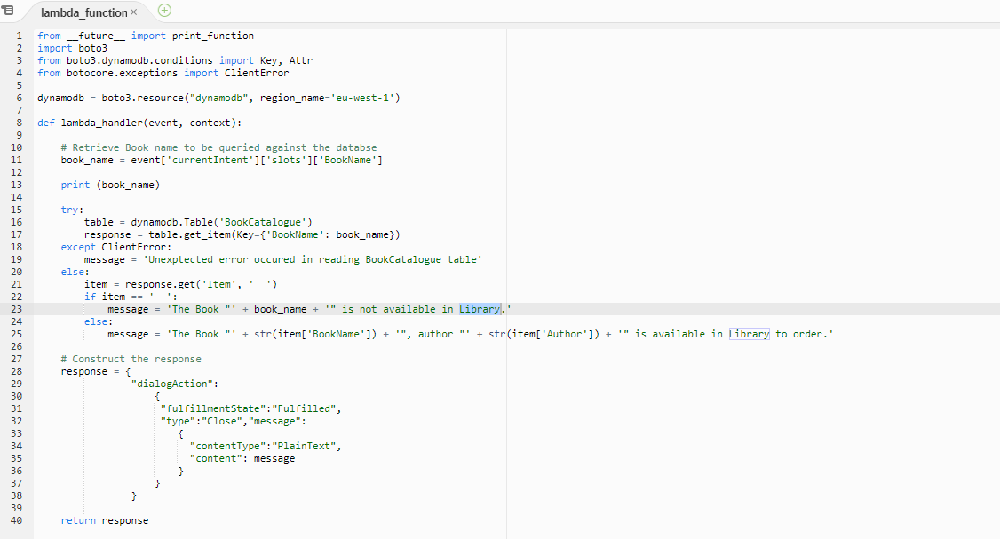 lambda_function ×
1 from __future__ import print_function
2 import boto3
3 from boto3.dynamodb.conditions import Key, Attr
4 from botocore.exceptions import ClientError
5
6 dynamodb = boto3.resource("dynamodb", region_name='eu-west-1')
7
8 def lambda_handler(event, context):
9
10     # Retrieve Book name to be queried against the databse
11     book_name = event['currentIntent']['slots']['BookName']
12
13     print (book_name)
14
15     try:
16         table = dynamodb.Table('BookCatalogue')
17         response = table.get_item(Key={'BookName': book_name})
18     except ClientError:
19         message = 'Unexptected error occured in reading BookCatalogue table'
20     else:
21         item = response.get('Item', '  ')
22         if item == '  ':
23             message = 'The Book "' + book_name + '" is not available in Library.'
24         else:
25             message = 'The Book "' + str(item['BookName']) + '", author "' + str(item['Author']) + '" is available in Library to order.'
26
27     # Construct the response
28     response = {
29                 "dialogAction":
30                     {
31                      "fulfillmentState":"Fulfilled",
32                      "type":"Close","message":
33                         {
34                           "contentType":"PlainText",
35                           "content": message
36                         }
37                     }
38                 }
39
40     return response